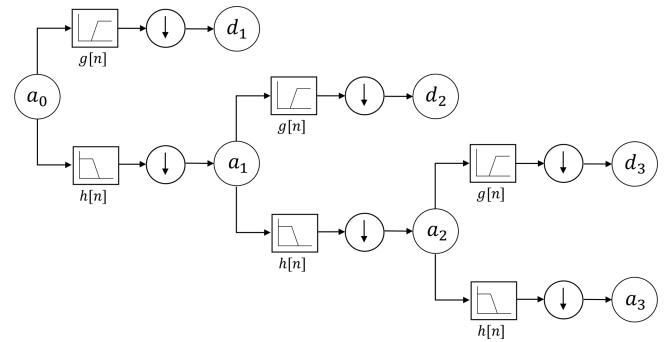 d₁
g[n]
a₀
d₂
g[n]
a₁
h[n]
d₃
g[n]
a₂
h[n]
a₃
h[n]